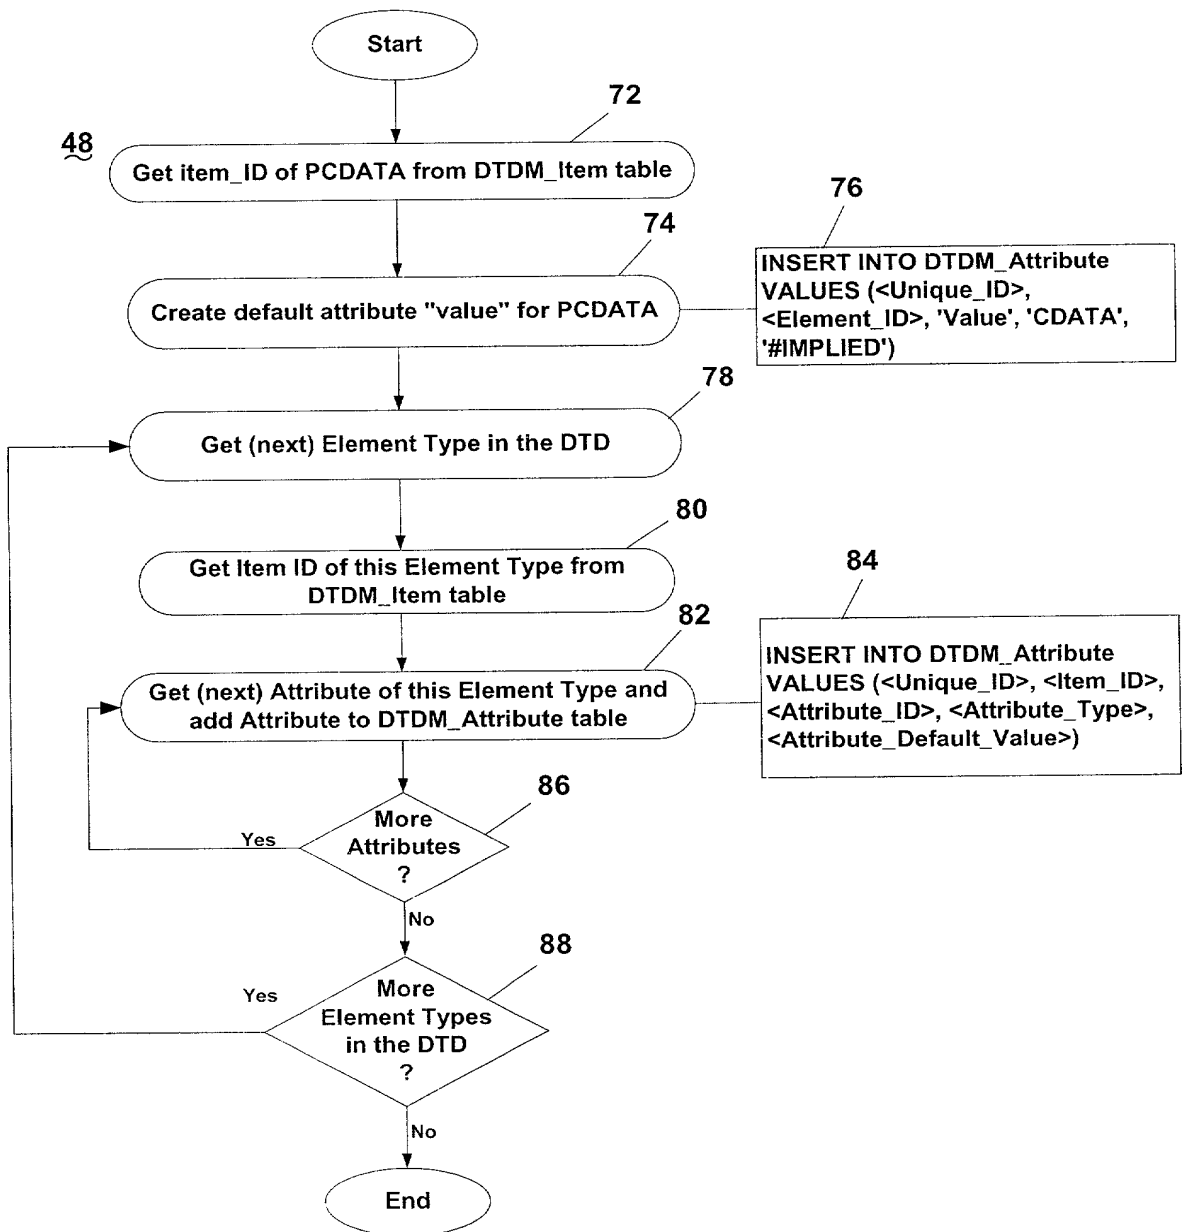 Start
72
48
Get item_ID of PCDATA from DTDM_Item table
76
74
INSERT INTO DTDM_Attribute
VALUES (<Unique_ID>,
<Element_ID>, 'Value', 'CDATA',
'#IMPLIED')
Create default attribute "value" for PCDATA
78
Get (next) Element Type in the DTD
80
Get Item ID of this Element Type from
DTDM_Item table
84
82
INSERT INTO DTDM_Attribute
VALUES (<Unique_ID>, <Item_ID>,
<Attribute_ID>, <Attribute_Type>,
<Attribute_Default_Value>)
Get (next) Attribute of this Element Type and
add Attribute to DTDM_Attribute table
86
More
Attributes
?
Yes
No
88
Yes
More
Element Types
in the DTD
?
No
End